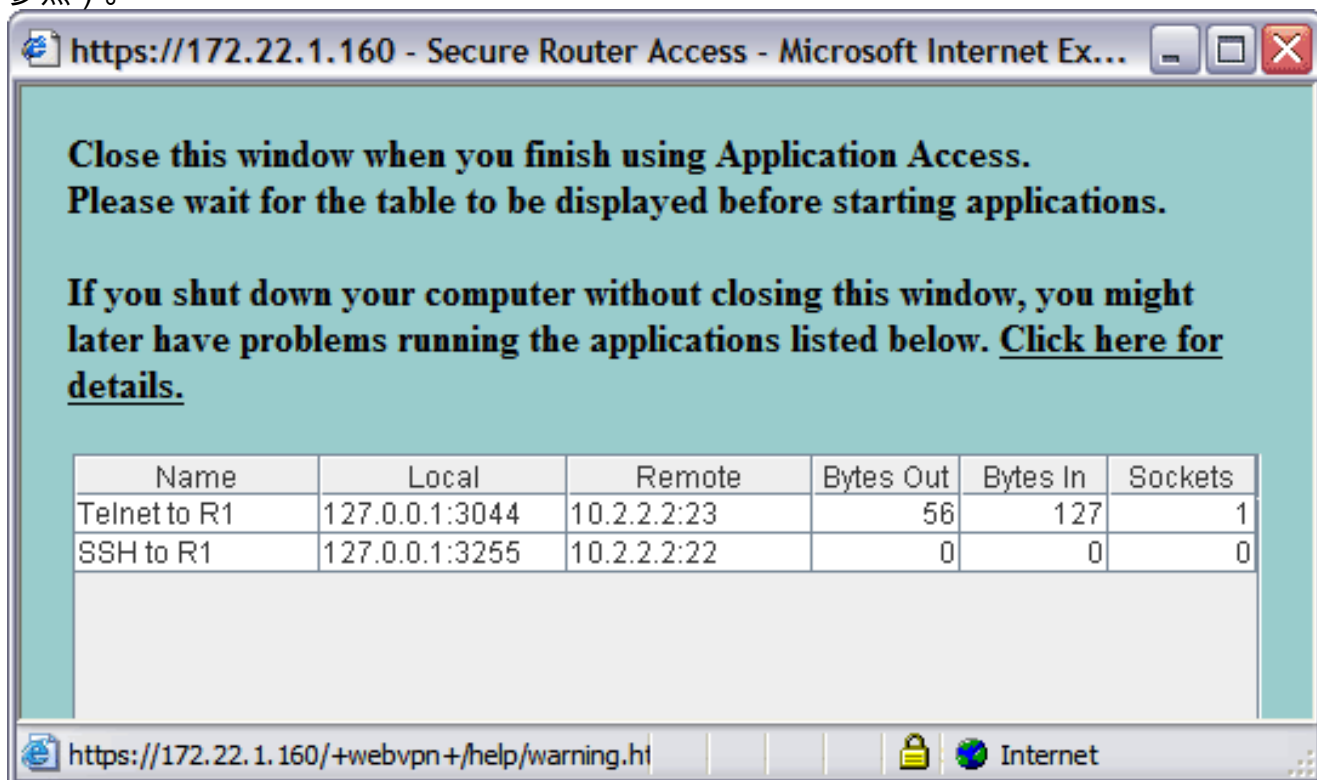 参照）。
https://172.22.1.160 - Secure Router Access - Microsoft Internet Ex...
Close this window when you finish using Application Access.
Please wait for the table to be displayed before starting applications.
If you shut down your computer without closing this window, you might
later have problems running the applications listed below. Click here for
details.
Name Local Remote Bytes Out Bytes In Sockets
Telnet to R1 127.0.0.1:3044 10.2.2.2:23 56 127 1
SSH to R1 127.0.0.1:3255 10.2.2.2:22 0 0 0
https://172.22.1.160/+webvpn+/help/warning.ht Internet